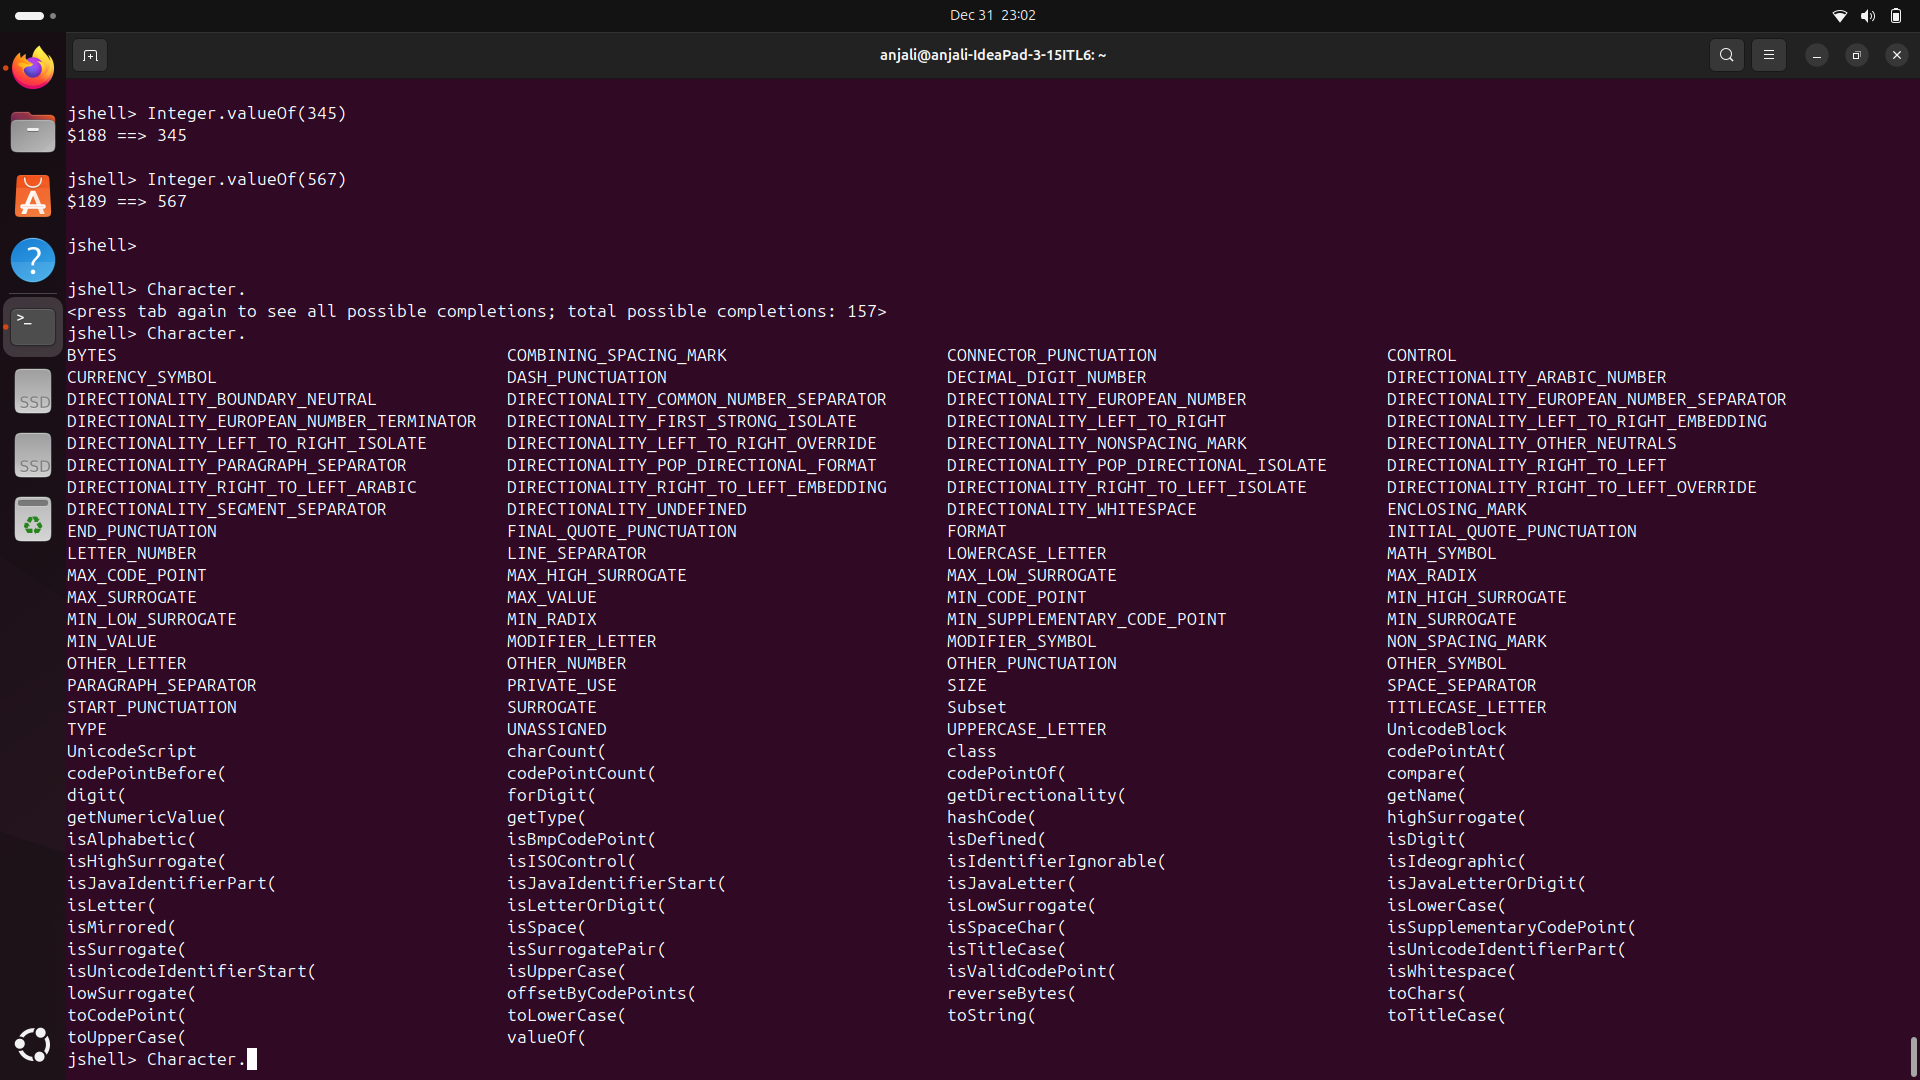 Dec 31 23:02
anjali@anjali-IdeaPad-3-15ITL6: ~
jshell> Integer.valueOf(345)
$188 ==> 345
jshell> Integer.valueOf(567)
$189 ==> 567
jshell>
jshell> Character.
<press tab again to see all possible completions; total possible completions: 157>
jshell> Character.
BYTES COMBINING_SPACING_MARK CONNECTOR_PUNCTUATION CONTROL
CURRENCY_SYMBOL DASH_PUNCTUATION DECIMAL_DIGIT_NUMBER DIRECTIONALITY_ARABIC_NUMBER
DIRECTIONALITY_BOUNDARY_NEUTRAL DIRECTIONALITY_COMMON_NUMBER_SEPARATOR DIRECTIONALITY_EUROPEAN_NUMBER DIRECTIONALITY_EUROPEAN_NUMBER_SEPARATOR
DIRECTIONALITY_EUROPEAN_NUMBER_TERMINATOR DIRECTIONALITY_FIRST_STRONG_ISOLATE DIRECTIONALITY_LEFT_TO_RIGHT DIRECTIONALITY_LEFT_TO_RIGHT_EMBEDDING
DIRECTIONALITY_LEFT_TO_RIGHT_ISOLATE DIRECTIONALITY_LEFT_TO_RIGHT_OVERRIDE DIRECTIONALITY_NONSPACING_MARK DIRECTIONALITY_OTHER_NEUTRALS
DIRECTIONALITY_PARAGRAPH_SEPARATOR DIRECTIONALITY_POP_DIRECTIONAL_FORMAT DIRECTIONALITY_POP_DIRECTIONAL_ISOLATE DIRECTIONALITY_RIGHT_TO_LEFT
DIRECTIONALITY_RIGHT_TO_LEFT_ARABIC DIRECTIONALITY_RIGHT_TO_LEFT_EMBEDDING DIRECTIONALITY_RIGHT_TO_LEFT_ISOLATE DIRECTIONALITY_RIGHT_TO_LEFT_OVERRIDE
DIRECTIONALITY_SEGMENT_SEPARATOR DIRECTIONALITY_UNDEFINED DIRECTIONALITY_WHITESPACE ENCLOSING_MARK
END_PUNCTUATION FINAL_QUOTE_PUNCTUATION FORMAT INITIAL_QUOTE_PUNCTUATION
LETTER_NUMBER LINE_SEPARATOR LOWERCASE_LETTER MATH_SYMBOL
MAX_CODE_POINT MAX_HIGH_SURROGATE MAX_LOW_SURROGATE MAX_RADIX
MAX_SURROGATE MAX_VALUE MIN_CODE_POINT MIN_HIGH_SURROGATE
MIN_LOW_SURROGATE MIN_RADIX MIN_SUPPLEMENTARY_CODE_POINT MIN_SURROGATE
MIN_VALUE MODIFIER_LETTER MODIFIER_SYMBOL NON_SPACING_MARK
OTHER_LETTER OTHER_NUMBER OTHER_PUNCTUATION OTHER_SYMBOL
PARAGRAPH_SEPARATOR PRIVATE_USE SIZE SPACE_SEPARATOR
START_PUNCTUATION SURROGATE Subset TITLECASE_LETTER
TYPE UNASSIGNED UPPERCASE_LETTER UnicodeBlock
UnicodeScript charCount( class codePointAt(
codePointBefore( codePointCount( codePointOf( compare(
digit( forDigit( getDirectionality( getName(
getNumericValue( getType( hashCode( highSurrogate(
isAlphabetic( isBmpCodePoint( isDefined( isDigit(
isHighSurrogate( isISOControl( isIdentifierIgnorable( isIdeographic(
isJavaIdentifierPart( isJavaIdentifierStart( isJavaLetter( isJavaLetterOrDigit(
isLetter( isLetterOrDigit( isLowSurrogate( isLowerCase(
isMirrored( isSpace( isSpaceChar( isSupplementaryCodePoint(
isSurrogate( isSurrogatePair( isTitleCase( isUnicodeIdentifierPart(
isUnicodeIdentifierStart( isUpperCase( isValidCodePoint( isWhitespace(
lowSurrogate( offsetByCodePoints( reverseBytes( toChars(
toCodePoint( toLowerCase( toString( toTitleCase(
toUpperCase( valueOf(
jshell> Character.
?
>_
SSD
SSD